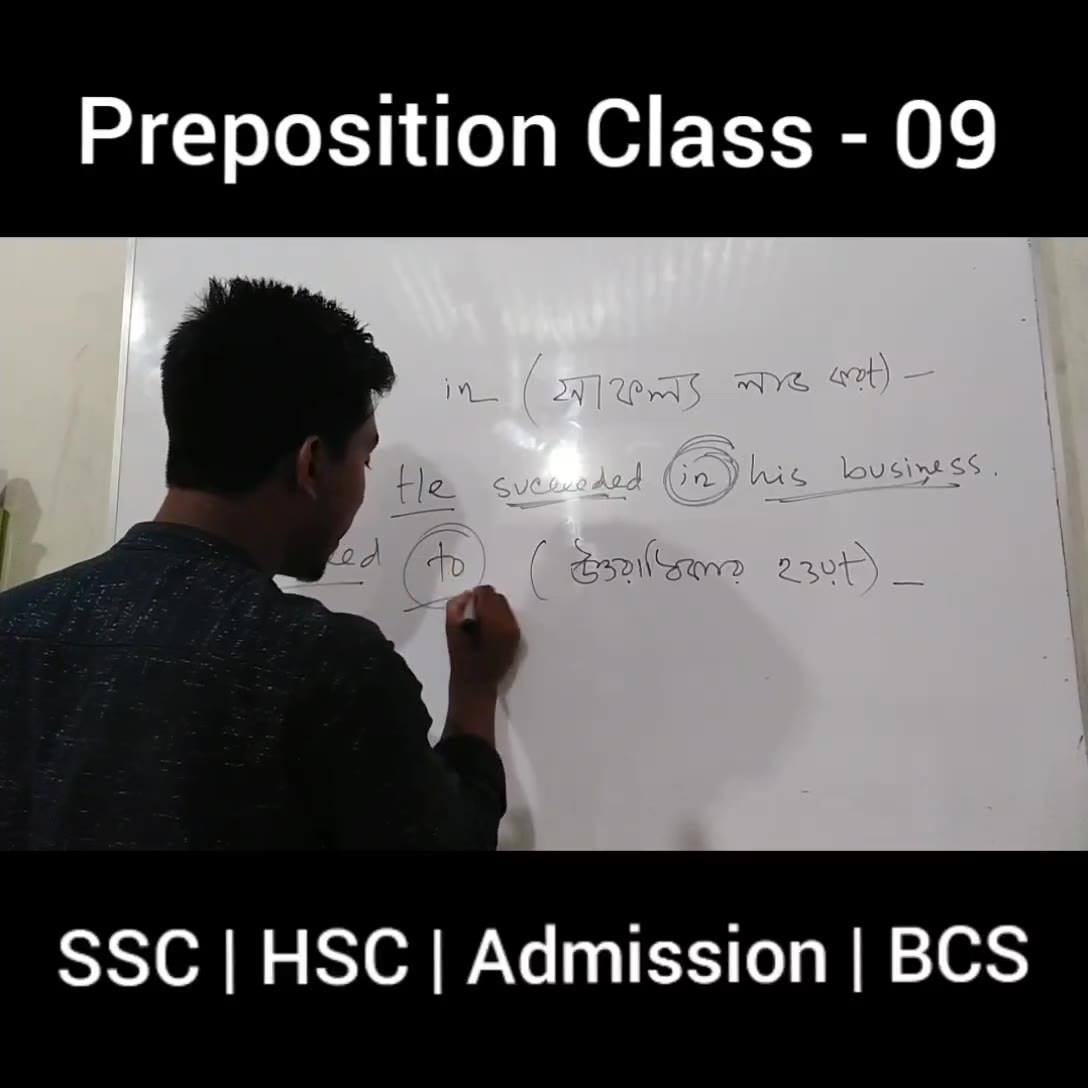 Preposition Class - 09
in (সাফল্য লাভ করা) —
He succeeded in his business.
eed to (উত্তরাধিকার হওয়া) —
SSC | HSC | Admission | BCS